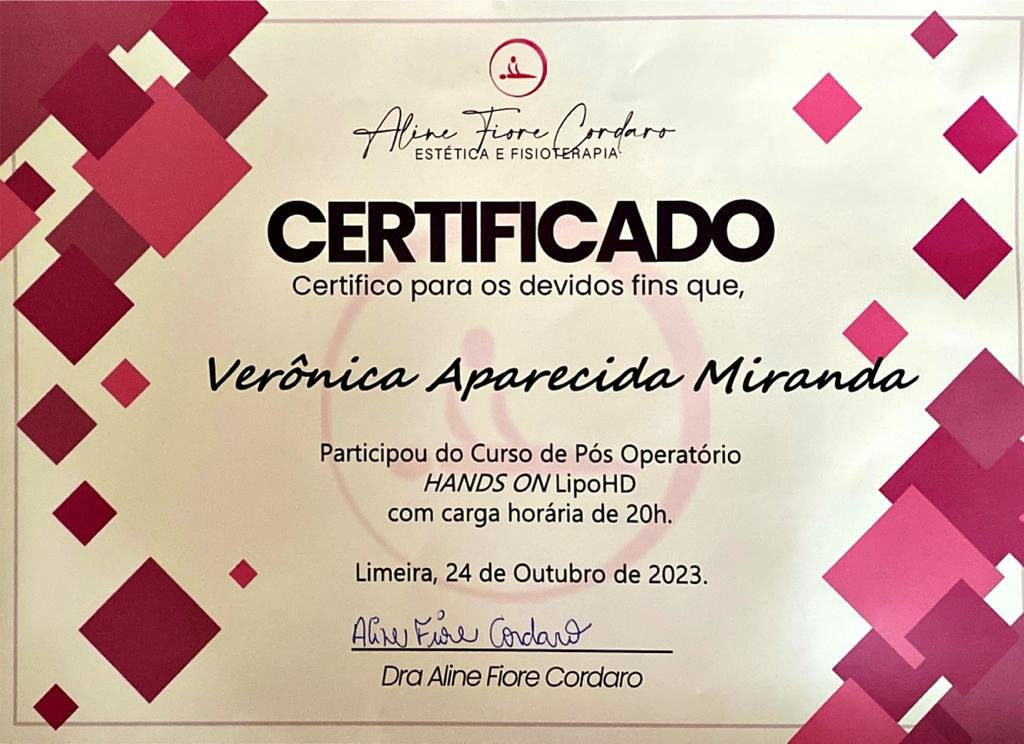 Aline Fiore Cordaro
ESTÉTICA E FISIOTERAPIA
CERTIFICADO
Certifico para os devidos fins que,
Verônica Aparecida Miranda
Participou do Curso de Pós Operatório
HANDS ON LipoHD
com carga horária de 20h.
Limeira, 24 de Outubro de 2023.
Aline Fiore Cordaro
Dra Aline Fiore Cordaro